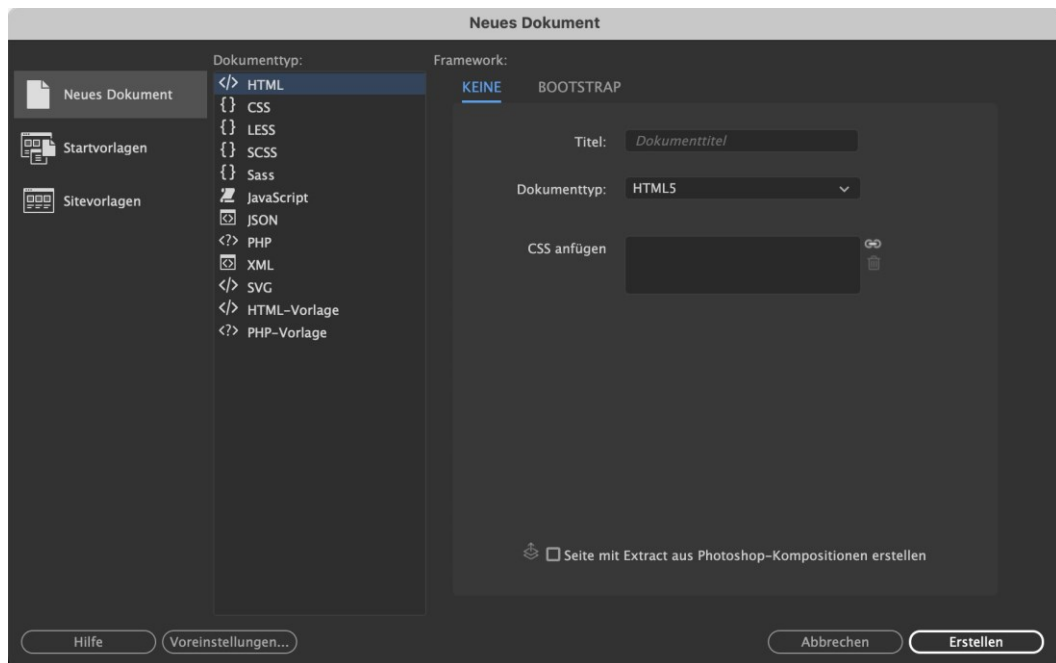 Neues Dokument
Neues Dokument
Startvorlagen
Sitevorlagen
Dokumenttyp:
HTML
CSS
LESS
SCSS
Sass
JavaScript
JSON
PHP
XML
SVG
HTML-Vorlage
PHP-Vorlage
Framework:
KEINE BOOTSTRAP
Titel: Dokumenttitel
Dokumenttyp: HTML5
CSS anfügen
Seite mit Extract aus Photoshop-Kompositionen erstellen
Hilfe Voreinstellungen... Abbrechen Erstellen